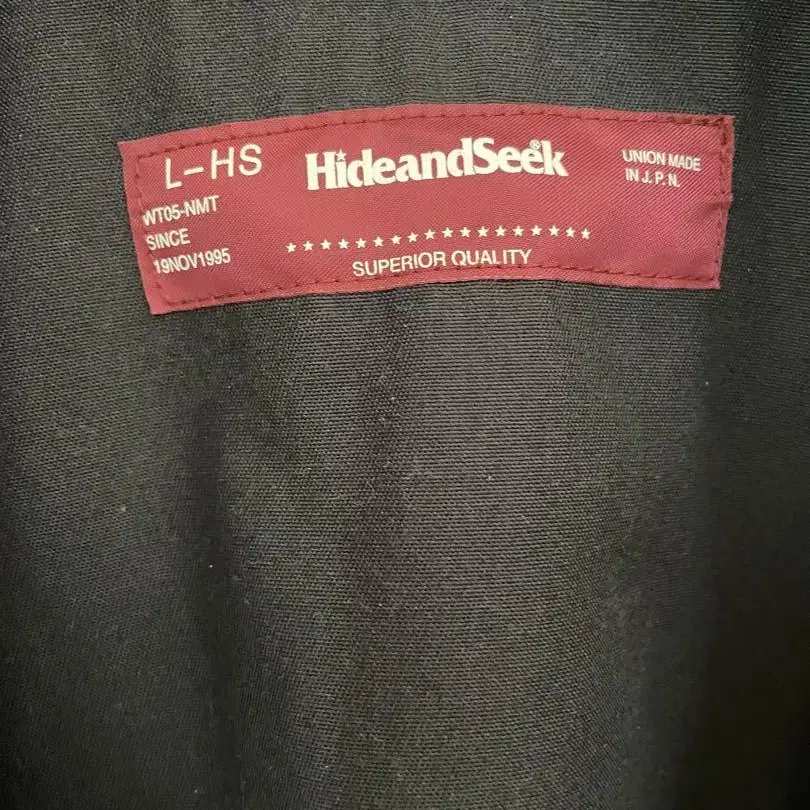 L-HS
WT05-NMT
SINCE
19NOV1995
HideandSeek®
★★★★★★★★★★★★★★★★★★
SUPERIOR QUALITY
UNION MADE
IN J.P.N.